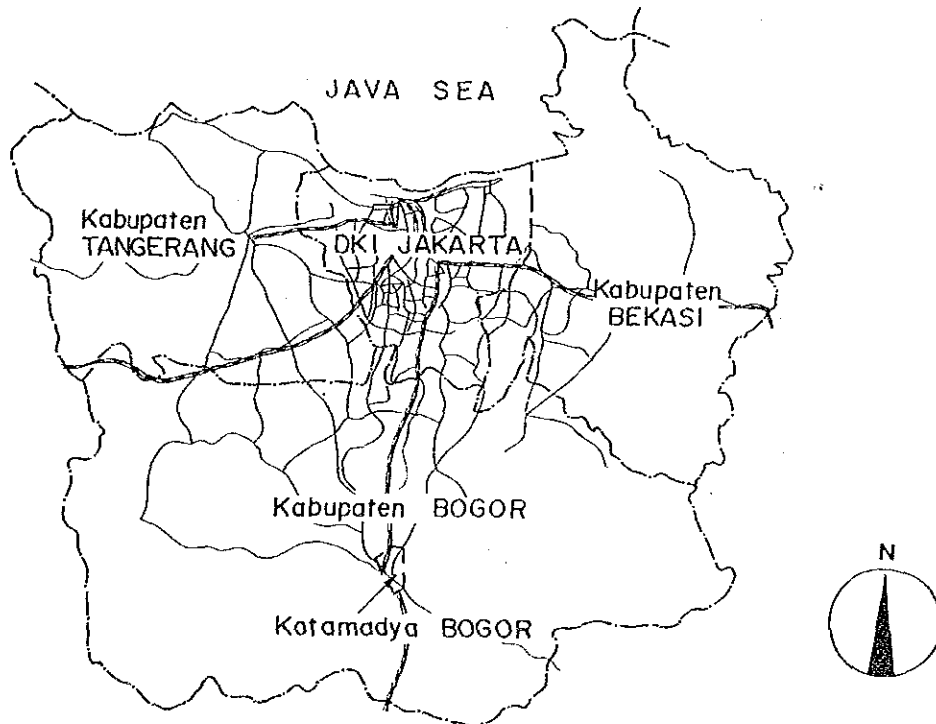 JAVA SEA
Kabupaten
TANGERANG
DKI JAKARTA
Kabupaten
BEKASI
Kabupaten BOGOR
N
Kotamadya BOGOR